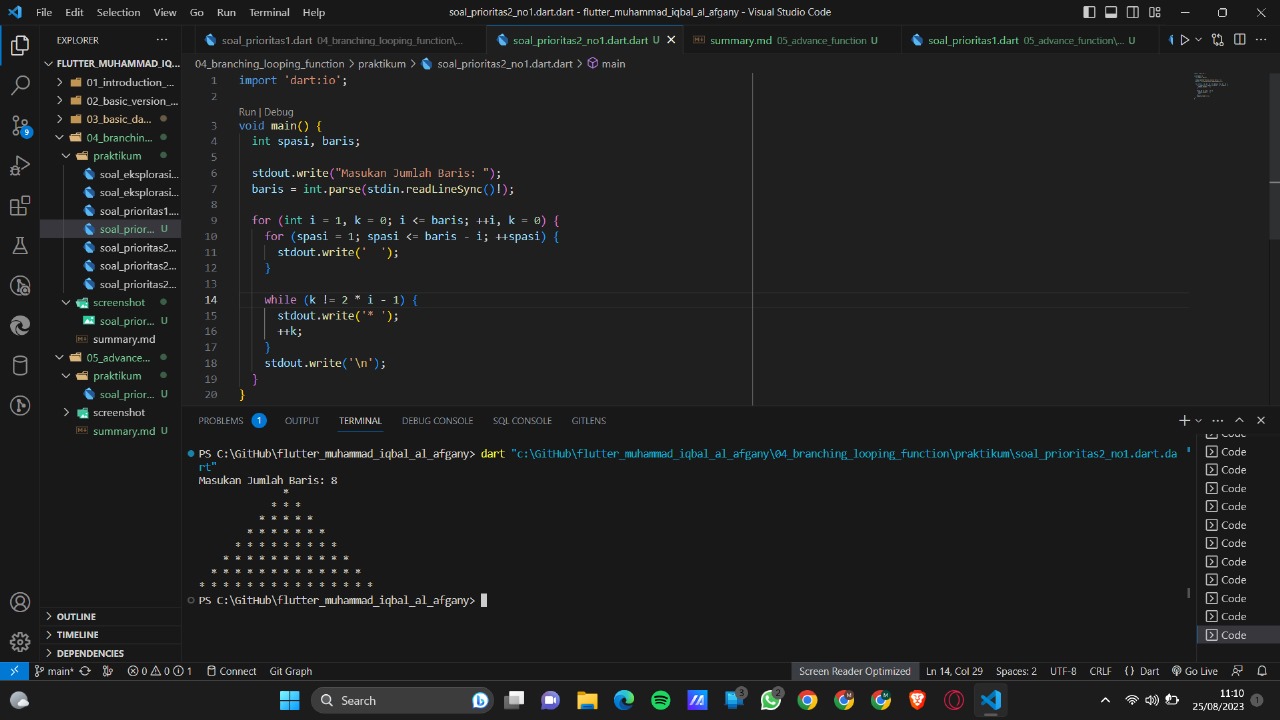 File Edit Selection View Go Run Terminal Help
soal_prioritas2_no1.dart.dart - flutter_muhammad_iqbal_al_afgany - Visual Studio Code
EXPLORER
soal_prioritas1.dart 04_branching_looping_function\...
soal_prioritas2_no1.dart.dart U
summary.md 05_advance_function U
soal_prioritas1.dart 05_advance_function\... U
FLUTTER_MUHAMMAD_IQ...
01_introduction_...
02_basic_version_...
03_basic_da...
04_branchin...
praktikum
soal_eksplorasi...
soal_eksplorasi...
soal_prioritas1....
soal_prior... U
soal_prioritas2...
soal_prioritas2...
soal_prioritas2...
screenshot
soal_prior... U
summary.md
05_advance...
praktikum
soal_prior... U
screenshot
summary.md U
OUTLINE
TIMELINE
DEPENDENCIES
04_branching_looping_function > praktikum > soal_prioritas2_no1.dart.dart > main
1 import 'dart:io';
2
Run | Debug
3 void main() {
4   int spasi, baris;
5
6   stdout.write("Masukan Jumlah Baris: ");
7   baris = int.parse(stdin.readLineSync()!);
8
9   for (int i = 1, k = 0; i <= baris; ++i, k = 0) {
10     for (spasi = 1; spasi <= baris - i; ++spasi) {
11       stdout.write('  ');
12     }
13
14     while (k != 2 * i - 1) {
15       stdout.write('* ');
16       ++k;
17     }
18     stdout.write('\n');
19   }
20 }
PROBLEMS 1 OUTPUT TERMINAL DEBUG CONSOLE SQL CONSOLE GITLENS
PS C:\GitHub\flutter_muhammad_iqbal_al_afgany> dart "c:\GitHub\flutter_muhammad_iqbal_al_afgany\04_branching_looping_function\praktikum\soal_prioritas2_no1.dart.da
rt"
Masukan Jumlah Baris: 8
              *
            * * *
          * * * * *
        * * * * * * *
      * * * * * * * * *
    * * * * * * * * * * *
  * * * * * * * * * * * * *
* * * * * * * * * * * * * * *
PS C:\GitHub\flutter_muhammad_iqbal_al_afgany>
Code
Code
Code
Code
Code
Code
Code
Code
Code
Code
Code
Code
9
main*
0 0 1
Connect
Git Graph
Screen Reader Optimized
Ln 14, Col 29
Spaces: 2
UTF-8
CRLF
{ } Dart
Go Live
Search
3
2
11:10
25/08/2023
1